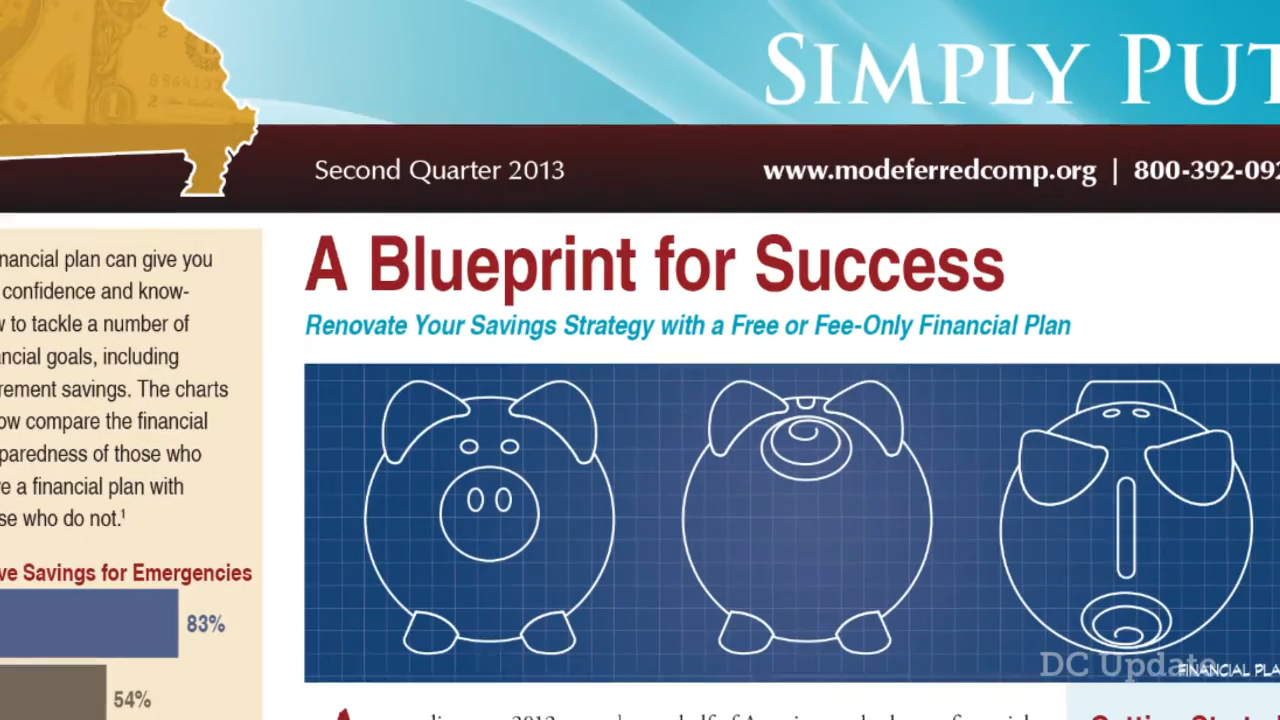 SIMPLY PUT
Second Quarter 2013
www.modeferredcomp.org | 800-392-092
nancial plan can give you
confidence and know-
w to tackle a number of
ancial goals, including
rement savings. The charts
ow compare the financial
paredness of those who
e a financial plan with
se who do not.¹
ve Savings for Emergencies
83%
54%
A Blueprint for Success
Renovate Your Savings Strategy with a Free or Fee-Only Financial Plan
DC Update
FINANCIAL PLA